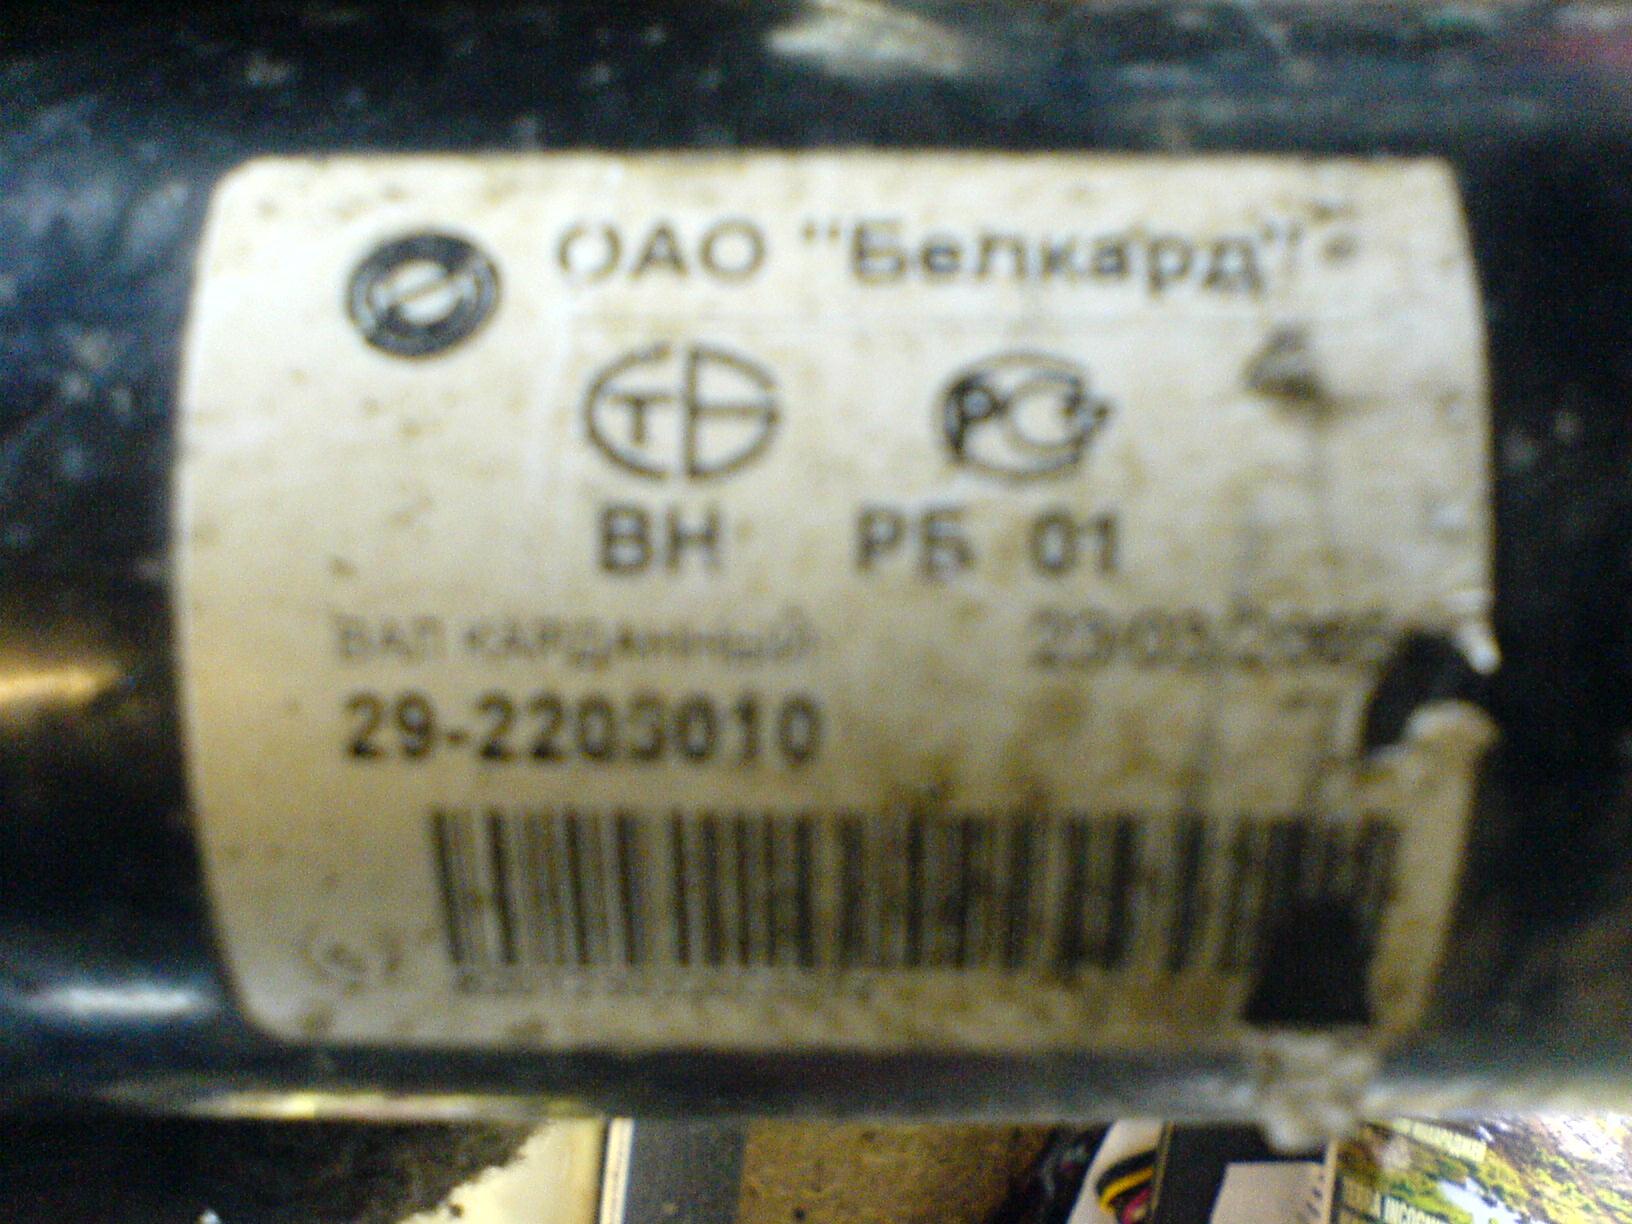 ОАО "Белкард"
ВН РБ 01
ВАЛ КАРДАННЫЙ
29-2203010